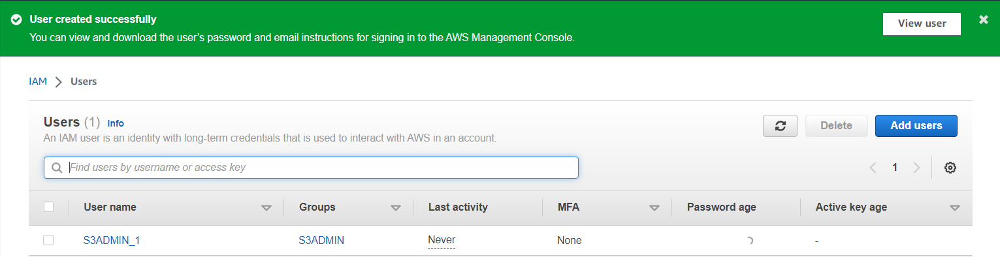 User created successfully
View user
You can view and download the user's password and email instructions for signing in to the AWS Management Console.
IAM > Users
Users (1) Info
Delete
Add users
An IAM user is an identity with long-term credentials that is used to interact with AWS in an account.
Find users by username or access key
1
User name Groups Last activity MFA Password age Active key age
S3ADMIN_1 S3ADMIN Never None -